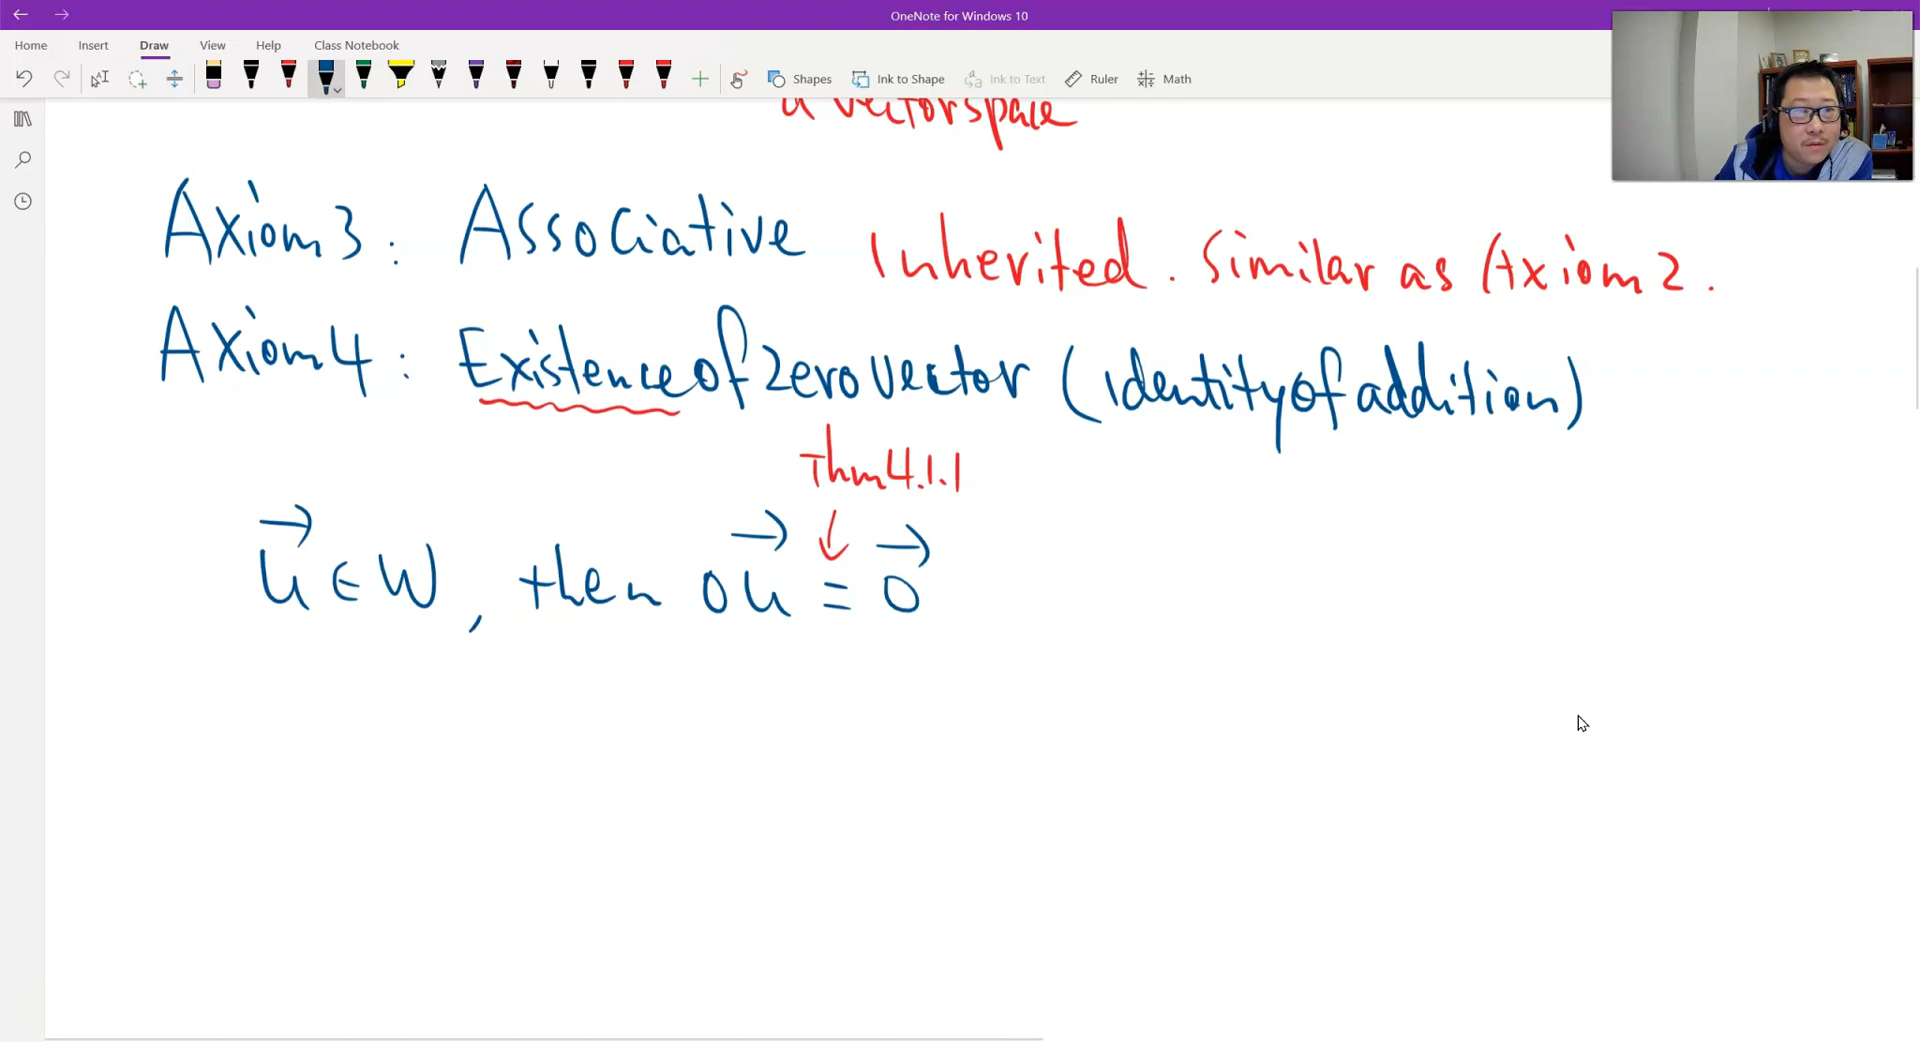 OneNote for Windows 10
Home Insert Draw View Help Class Notebook
Shapes Ink to Shape Ink to Text Ruler Math
a vector space
Axiom 3 : Associative Inherited. Similar as Axiom 2.
Axiom 4 : Existence of zero vector (identity of addition)
Thm 4.1.1
↓
u⃗ ∈ W, then 0u⃗ = 0⃗